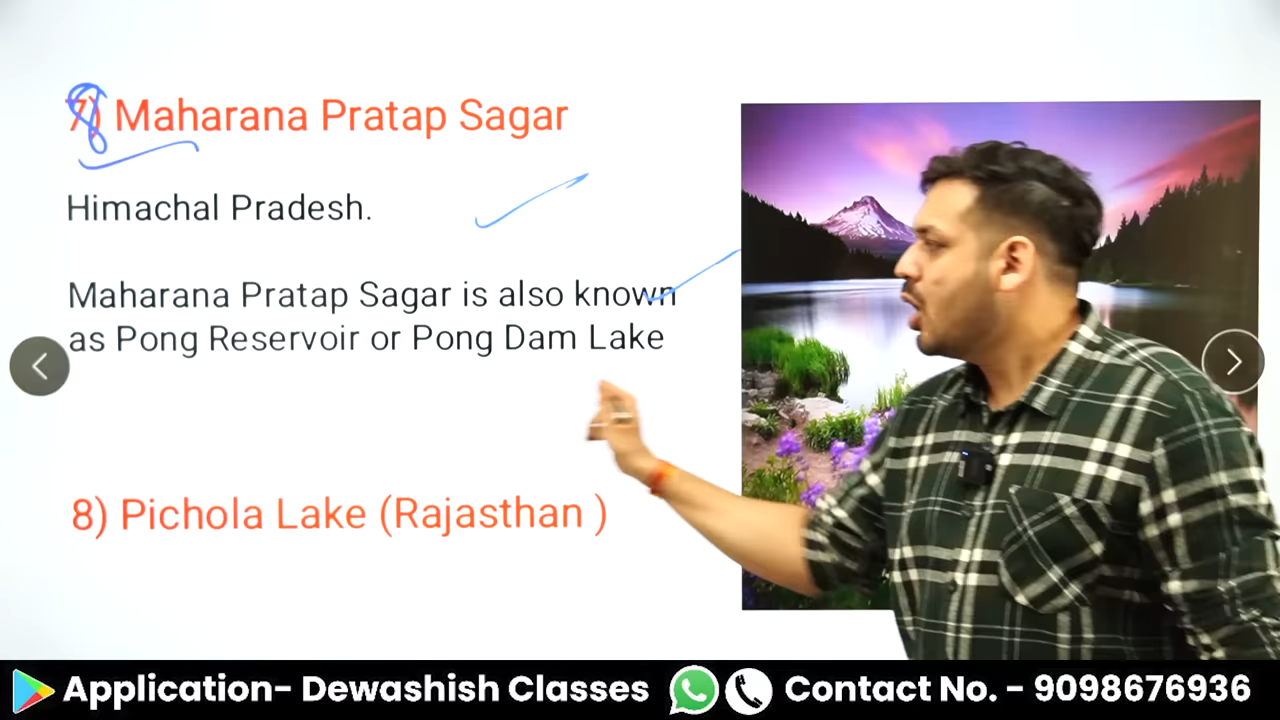 7) Maharana Pratap Sagar
8
Himachal Pradesh.
Maharana Pratap Sagar is also known
as Pong Reservoir or Pong Dam Lake
8) Pichola Lake (Rajasthan )
Application- Dewashish Classes
Contact No. - 9098676936